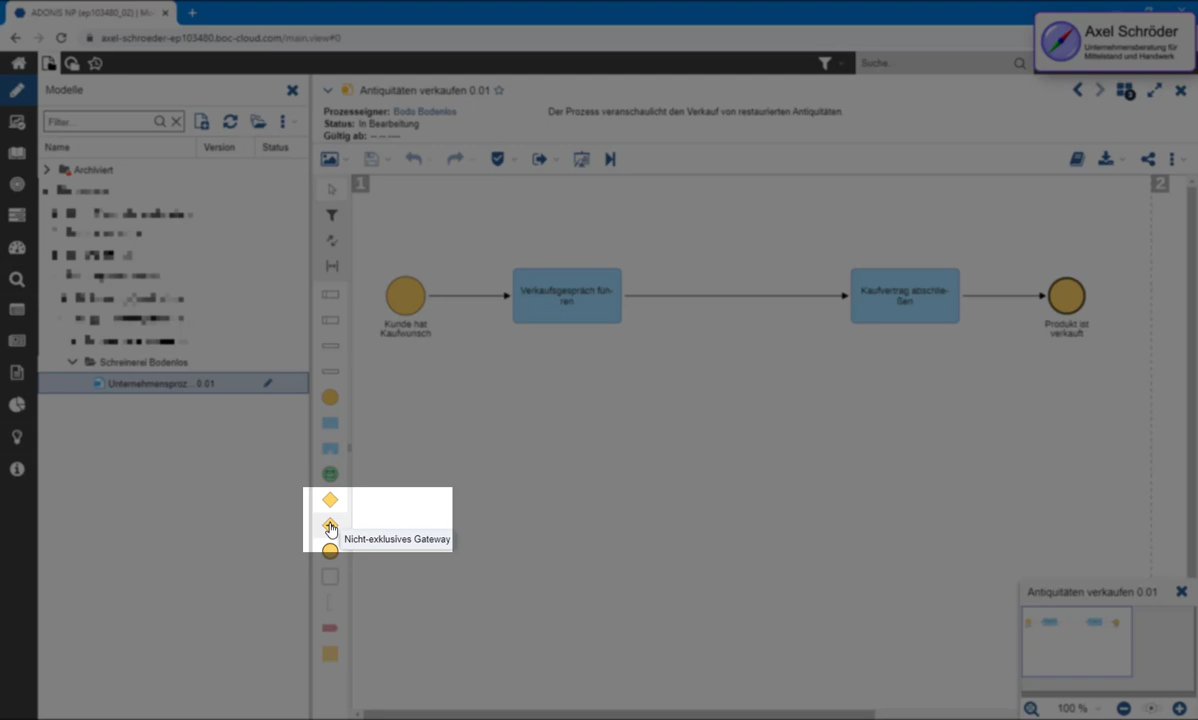 ADONIS NP (ep103480_02) | Mo
axel-schroeder-ep103480.boc-cloud.com/main.view#0
Axel Schröder
Unternehmensberatung für
Mittelstand und Handwerk
Suche...
Modelle
Filter...
Name Version Status
Archiviert
Schreinerei Bodenlos
Unternehmensproz... 0.01
Antiquitäten verkaufen 0.01
Prozesseigner: Bodo Bodenlos
Der Prozess veranschaulicht den Verkauf von restaurierten Antiquitäten.
Status: In Bearbeitung
Gültig ab: -- -- ----
1
2
Verkaufsgespräch füh-
ren
Kaufvertrag abschlie-
ßen
Kunde hat
Kaufwunsch
Produkt ist
verkauft
Nicht-exklusives Gateway
Antiquitäten verkaufen 0.01
100 %